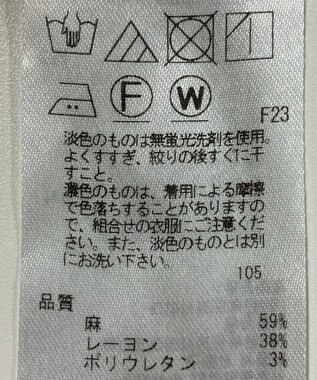 F
W
F23
淡色のものは無蛍光洗剤を使用。
よくすすぎ、絞りの後すぐに干
すこと。
濃色のものは、着用による摩擦
で色落ちすることがありますの
で、組合せの衣服にご注意くだ
さい。また、淡色のものとは別
にお洗い下さい。
105
品質
麻 59%
レーヨン 38%
ポリウレタン 3%